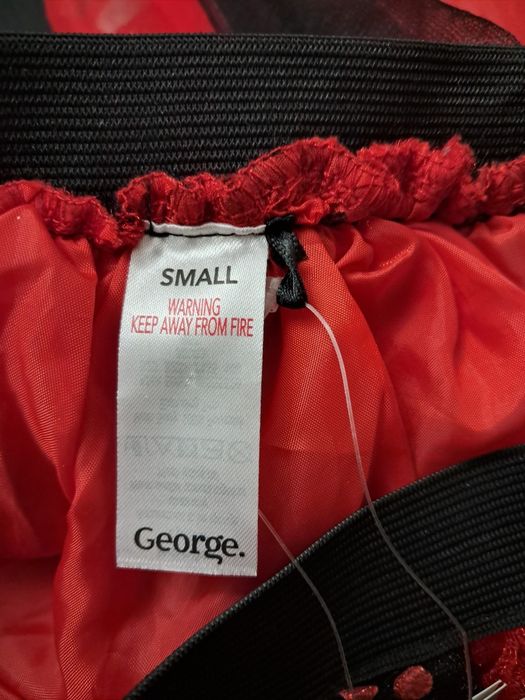 SMALL
WARNING
KEEP AWAY FROM FIRE
George.